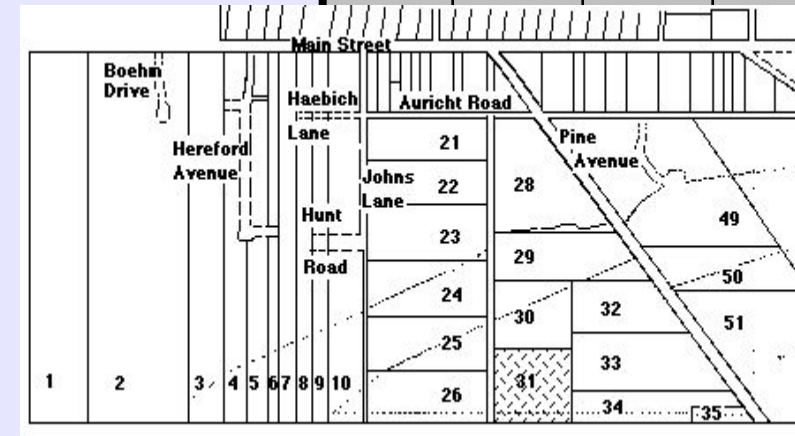 Main Street
Boehm
Drive
Haebich
Lane
Auricht Road
Hereford
Avenue
Johns
Lane
Pine
Avenue
Hunt
Road
21
22
23
24
25
26
28
29
30
31
32
33
34
35
49
50
51
1
2
3
4
5
6
7
8
9
10